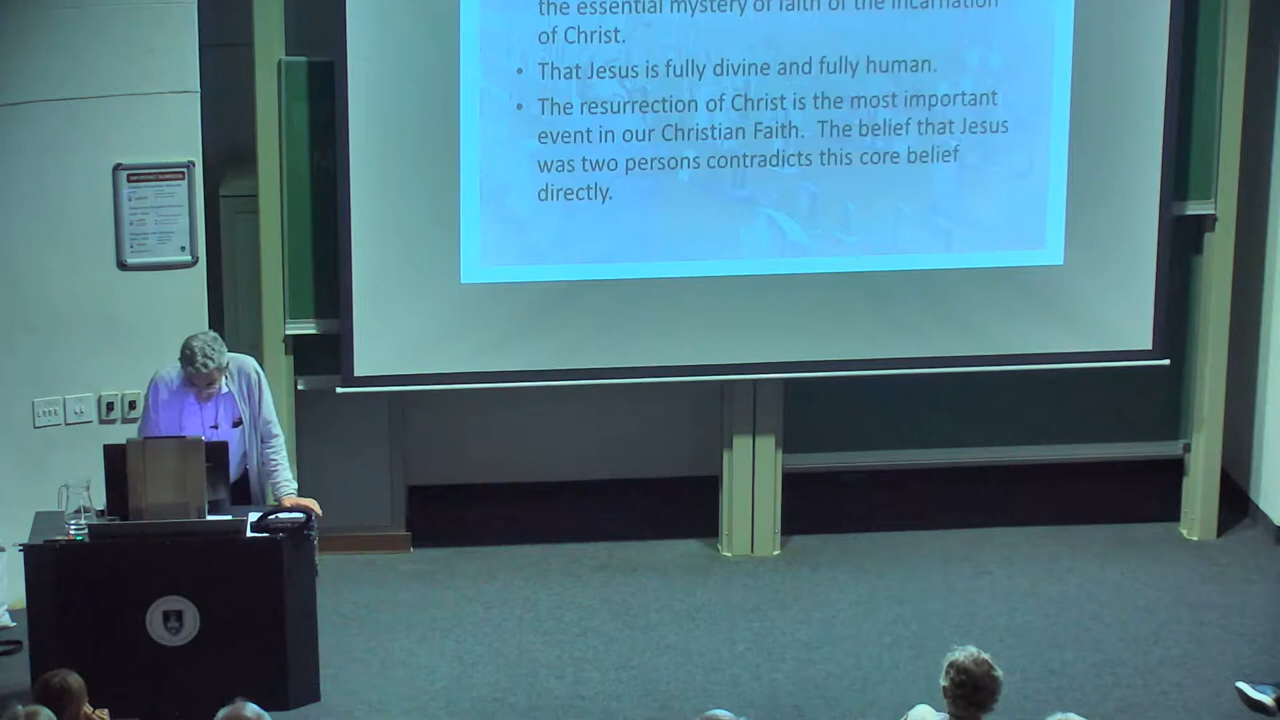 the essential mystery of faith of the incarnation
of Christ.
• That Jesus is fully divine and fully human.
• The resurrection of Christ is the most important
event in our Christian Faith. The belief that Jesus
was two persons contradicts this core belief
directly.